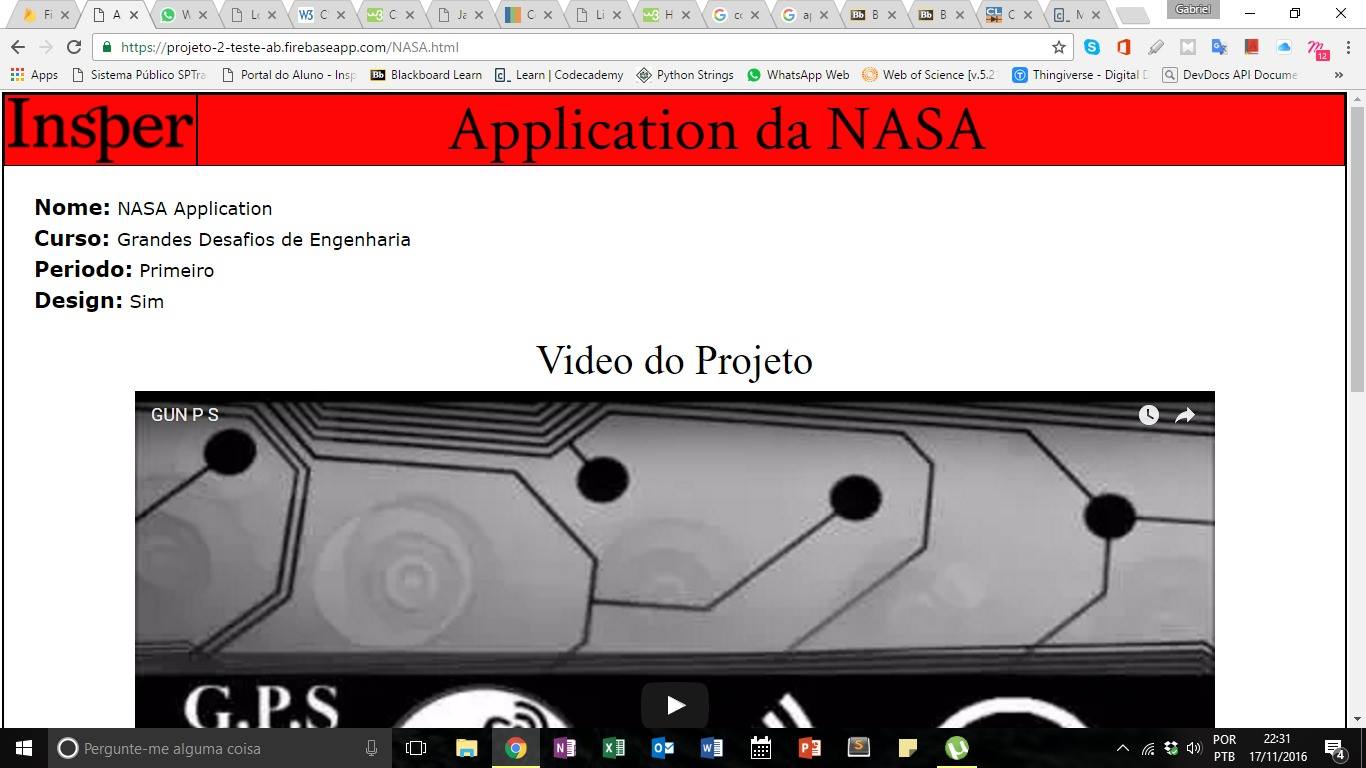 Fi
A
W
Lo
C
C
Ja
C
Li
H
co
ap
B
B
C
M
Gabriel
https://projeto-2-teste-ab.firebaseapp.com/NASA.html
12
Apps
Sistema Público SPTra
Portal do Aluno - Insp
Blackboard Learn
Learn | Codecademy
Python Strings
WhatsApp Web
Web of Science [v.5.2
Thingiverse - Digital D
DevDocs API Docume
Insper
Application da NASA
Nome: NASA Application
Curso: Grandes Desafios de Engenharia
Periodo: Primeiro
Design: Sim
Video do Projeto
GUN P S
G.P.S
Pergunte-me alguma coisa
POR
PTB
22:31
17/11/2016
4